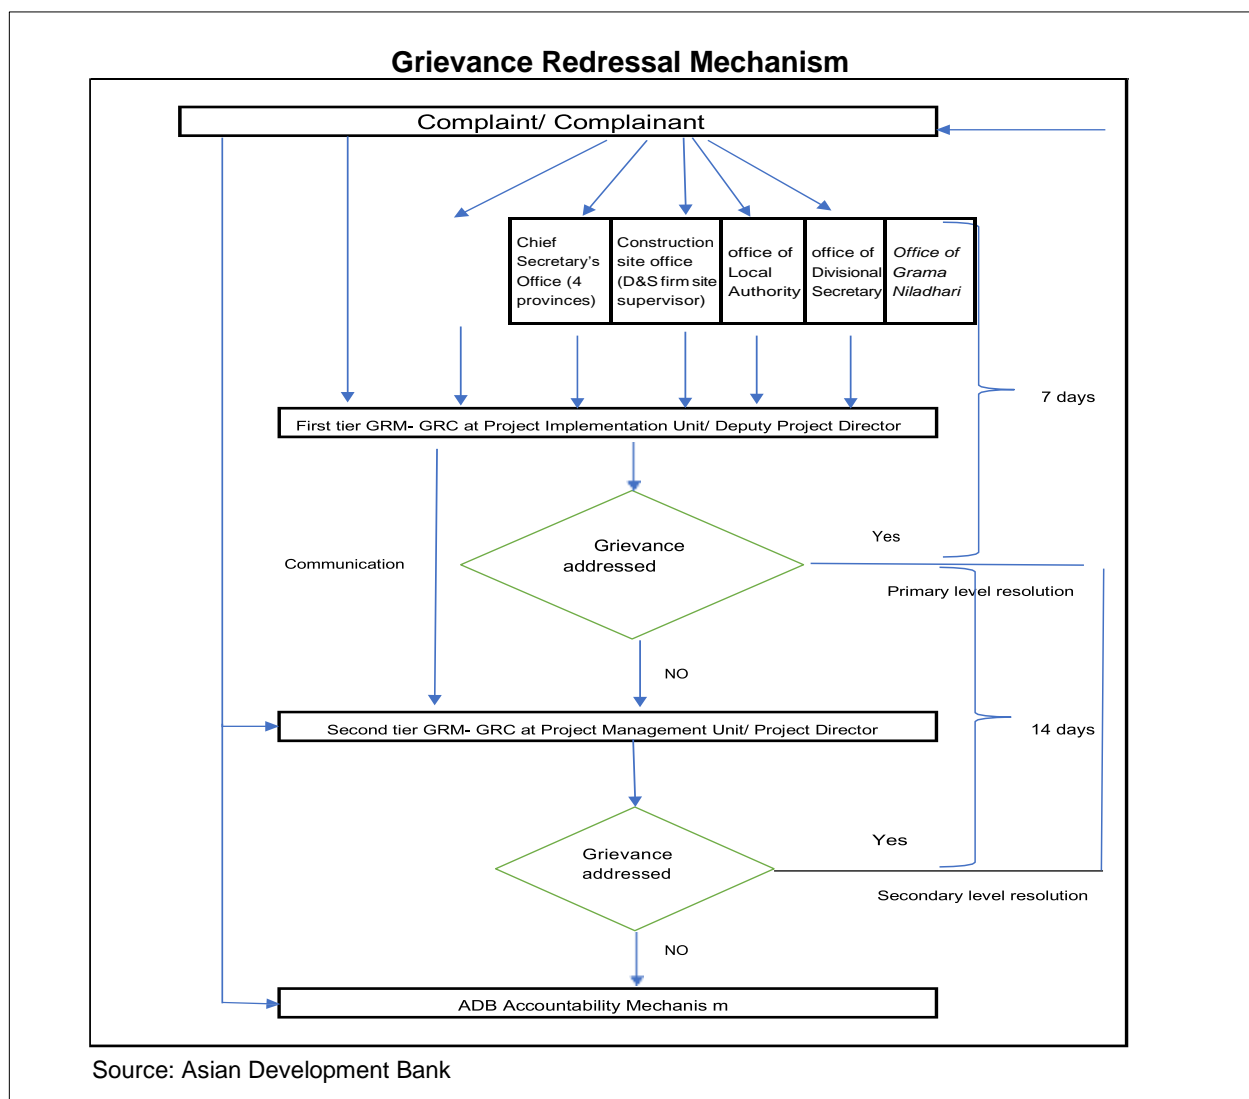 Grievance Redressal Mechanism
Complaint/ Complainant
Chief
Secretary's
Office (4
provinces)
Construction
site office
(D&S firm site
supervisor)
office of
Local
Authority
office of
Divisional
Secretary
Office of
Grama
Niladhari
7 days
First tier GRM- GRC at Project Implementation Unit/ Deputy Project Director
Yes
Grievance
addressed
Communication
Primary level resolution
NO
Second tier GRM- GRC at Project Management Unit/ Project Director
14 days
Yes
Grievance
addressed
Secondary level resolution
NO
ADB Accountability Mechanis m
Source: Asian Development Bank